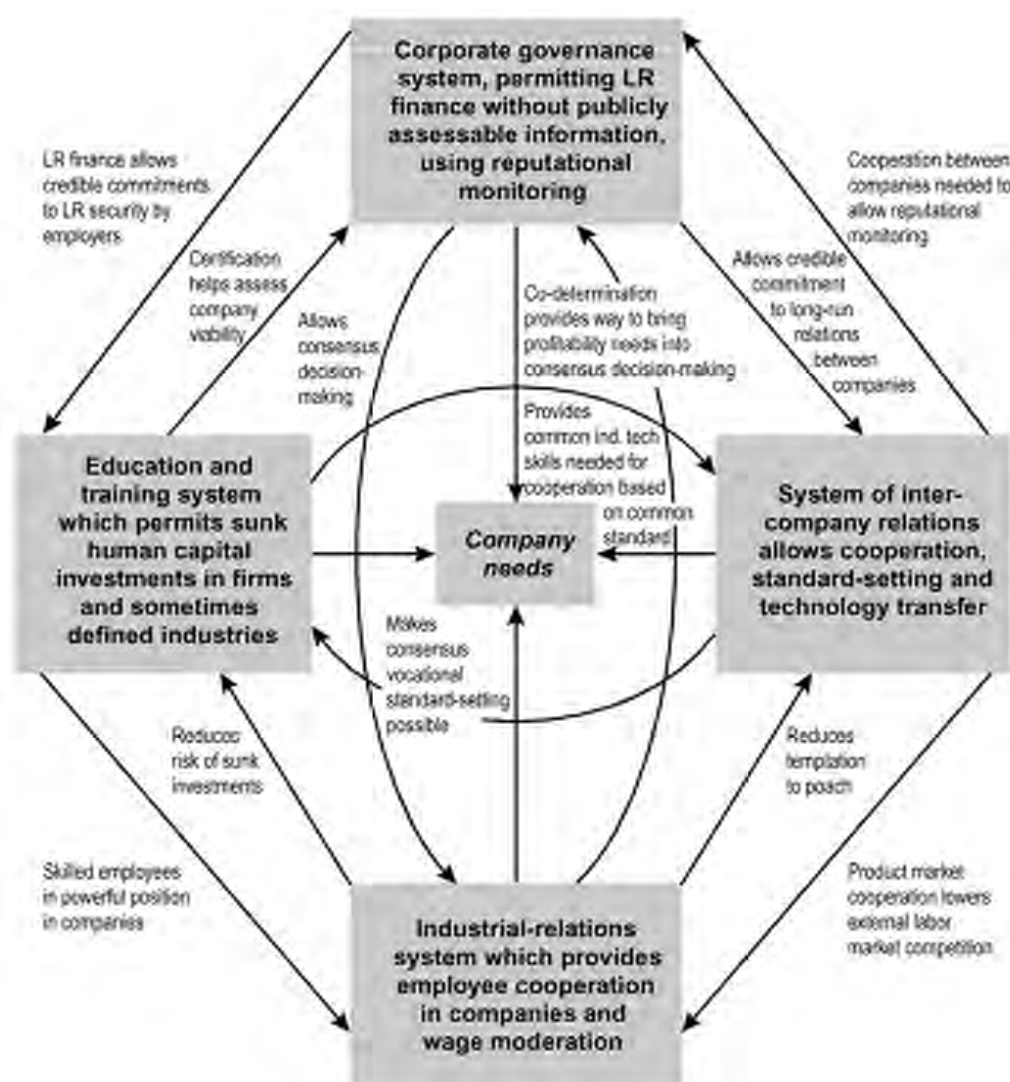 Corporate governance
system, permitting LR
finance without publicly
assessable information,
using reputational
monitoring
LR finance allows
credible commitments
to LR security by
employers
Cooperation between
companies needed to
allow reputational
monitoring
Certification
helps assess
company
viability
Allows
consensus
decision-
making
Co-determination
provides way to bring
profitability needs into
consensus decision-making
Allows credible
commitment
to long-run
relations
between
companies
Provides
common ind. tech
skills needed for
cooperation based
on common
standard
Education and
training system
which permits sunk
human capital
investments in firms
and sometimes
defined industries
Company
needs
System of inter-
company relations
allows cooperation,
standard-setting and
technology transfer
Makes
consensus
vocational
standard-setting
possible
Reduces
risk of sunk
investments
Reduces
temptation
to poach
Skilled employees
in powerful position
in companies
Product market
cooperation lowers
external labor
market competition
Industrial-relations
system which provides
employee cooperation
in companies and
wage moderation